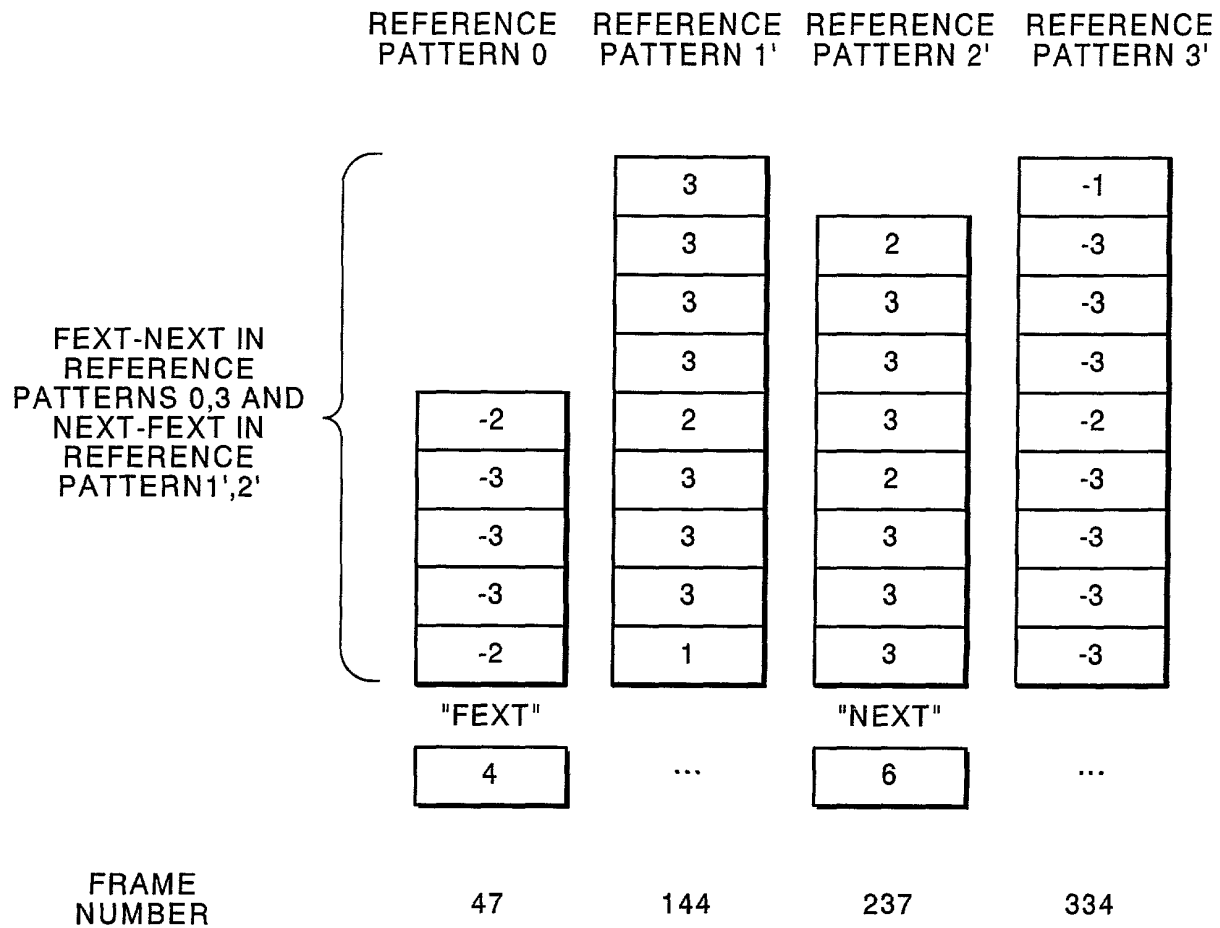 REFERENCE PATTERN 0 REFERENCE PATTERN 1' REFERENCE PATTERN 2' REFERENCE PATTERN 3'
3 -1
3 2 -3
3 3 -3
FEXT-NEXT IN
REFERENCE
PATTERNS 0,3 AND
NEXT-FEXT IN
REFERENCE
PATTERN1',2'
3 3 -3
-2 2 3 -2
-3 3 2 -3
-3 3 3 -3
-3 3 3 -3
-2 1 3 -3
"FEXT" "NEXT"
4 ... 6 ...
FRAME
NUMBER
47 144 237 334